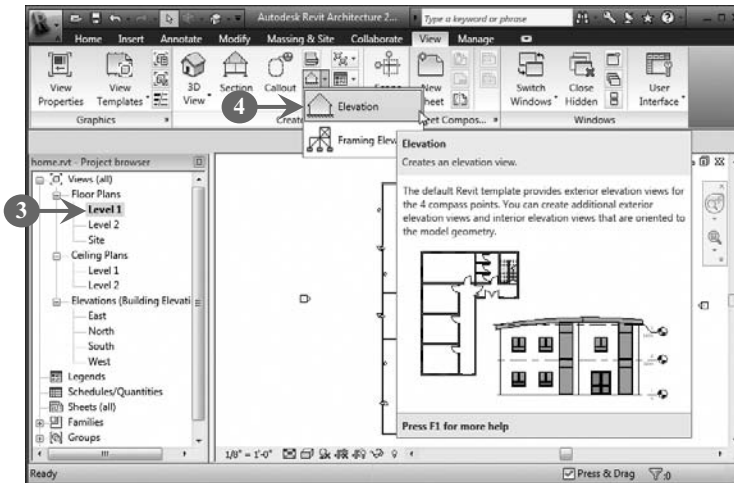 Autodesk Revit Architecture 2...
Type a keyword or phrase
Home Insert Annotate Modify Massing & Site Collaborate View Manage
View Properties
View Templates
3D View
Section
Callout
New
Switch Windows
Close Hidden
User Interface
Graphics
Create
Windows
4
Elevation
Framing Elev
Elevation
Creates an elevation view.
The default Revit template provides exterior elevation views for
the 4 compass points. You can create additional exterior
elevation views and interior elevation views that are oriented to
the model geometry.
Press F1 for more help
home.rvt - Project browser
Views (all)
Floor Plans
3
Level 1
Level 2
Site
Ceiling Plans
Level 1
Level 2
Elevations (Building Elevati
East
North
South
West
Legends
Schedules/Quantities
Sheets (all)
Families
Groups
1/8" = 1'-0"
Ready
Press & Drag
:0